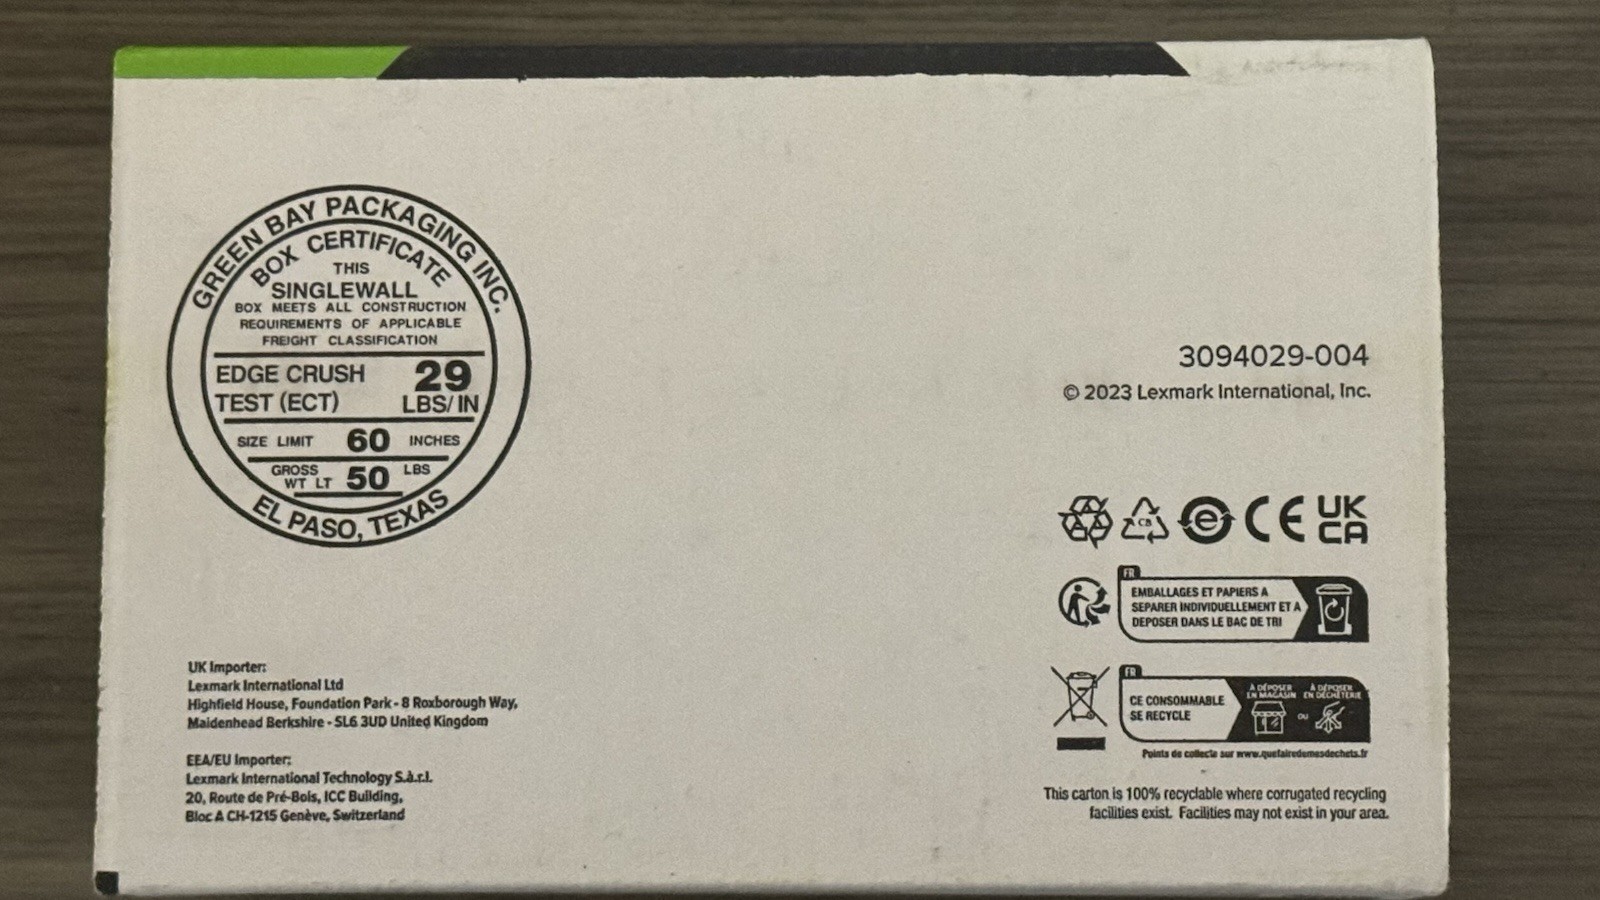 GREEN BAY PACKAGING INC.
BOX CERTIFICATE
THIS
SINGLEWALL
BOX MEETS ALL CONSTRUCTION
REQUIREMENTS OF APPLICABLE
FREIGHT CLASSIFICATION
EDGE CRUSH 29
TEST (ECT) LBS/IN
SIZE LIMIT 60 INCHES
GROSS WT LT 50 LBS
EL PASO, TEXAS
UK Importer:
Lexmark International Ltd
Highfield House, Foundation Park - 8 Roxborough Way,
Maidenhead Berkshire - SL6 3UD United Kingdom
EEA/EU Importer:
Lexmark International Technology S.à.r.l.
20, Route de Pré-Bois, ICC Building,
Bloc A CH-1215 Genève, Switzerland
3094029-004
© 2023 Lexmark International, Inc.
CB e CE UK
CA
FR
EMBALLAGES ET PAPIERS A
SEPARER INDIVIDUELLEMENT ET A
DEPOSER DANS LE BAC DE TRI
FR
CE CONSOMMABLE
SE RECYCLE
À DÉPOSER
EN MAGASIN
OU
À DÉPOSER
EN DÉCHÈTERIE
Points de collecte sur www.quefairedemesdechets.fr
This carton is 100% recyclable where corrugated recycling
facilities exist. Facilities may not exist in your area.